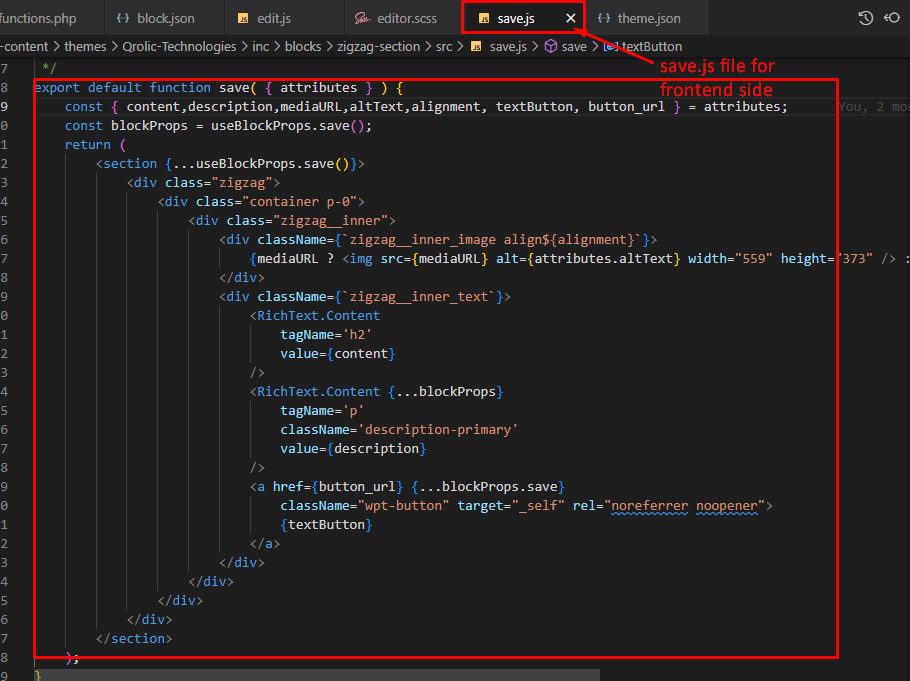 functions.php {} block.json JS edit.js editor.scss JS save.js × {} theme.json
-content > themes > Qrolic-Technologies > inc > blocks > zigzag-section > src > JS save.js > save > textButton
save.js file for
frontend side
7 */
8 export default function save( { attributes } ) {
9 const { content,description,mediaURL,altText,alignment, textButton, button_url } = attributes; You, 2 mo
0 const blockProps = useBlockProps.save();
1 return (
2 <section {...useBlockProps.save()}>
3 <div class="zigzag">
4 <div class="container p-0">
5 <div class="zigzag__inner">
6 <div className={`zigzag__inner_image align${alignment}`}>
7 {mediaURL ? <img src={mediaURL} alt={attributes.altText} width="559" height="373" /> :
8 </div>
9 <div className={`zigzag__inner_text`}>
0 <RichText.Content
1 tagName='h2'
2 value={content}
3 />
4 <RichText.Content {...blockProps}
5 tagName='p'
6 className='description-primary'
7 value={description}
8 />
9 <a href={button_url} {...blockProps.save}
0 className="wpt-button" target="_self" rel="noreferrer noopener">
1 {textButton}
2 </a>
3 </div>
4 </div>
5 </div>
6 </div>
7 </section>
8 );
9 }